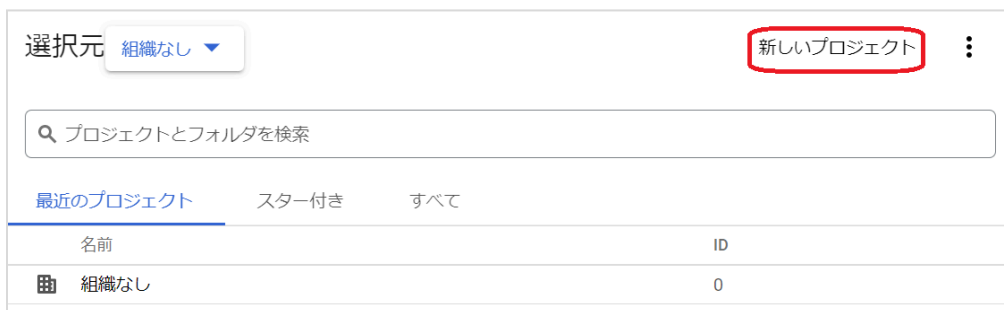 選択元 組織なし 新しいプロジェクト
プロジェクトとフォルダを検索
最近のプロジェクト スター付き すべて
名前 ID
組織なし 0